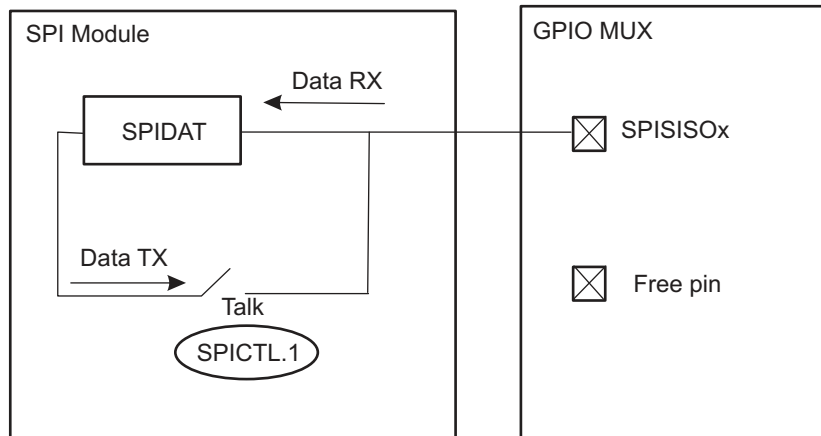 SPI Module
GPIO MUX
Data RX
SPIDAT
SPISISOx
Data TX
Free pin
Talk
SPICTL.1